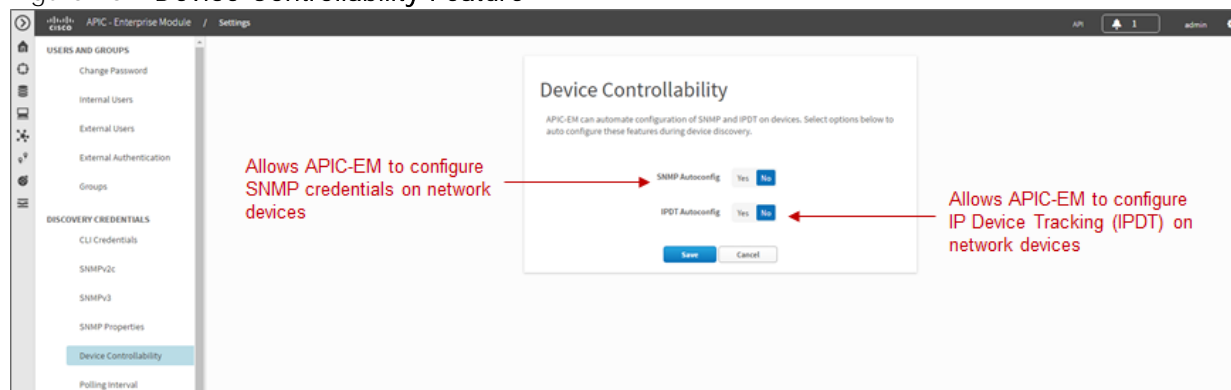 Device Controllability Feature
cisco APIC - Enterprise Module / Settings
API 1 admin
USERS AND GROUPS
Change Password
Internal Users
External Users
External Authentication
Groups
DISCOVERY CREDENTIALS
CLI Credentials
SNMPv2c
SNMPv3
SNMP Properties
Device Controllability
Polling Interval
Device Controllability
APIC-EM can automate configuration of SNMP and IPDT on devices. Select options below to
auto configure these features during device discovery.
SNMP Autoconfig Yes No
IPDT Autoconfig Yes No
Save Cancel
Allows APIC-EM to configure
SNMP credentials on network
devices
Allows APIC-EM to configure
IP Device Tracking (IPDT) on
network devices